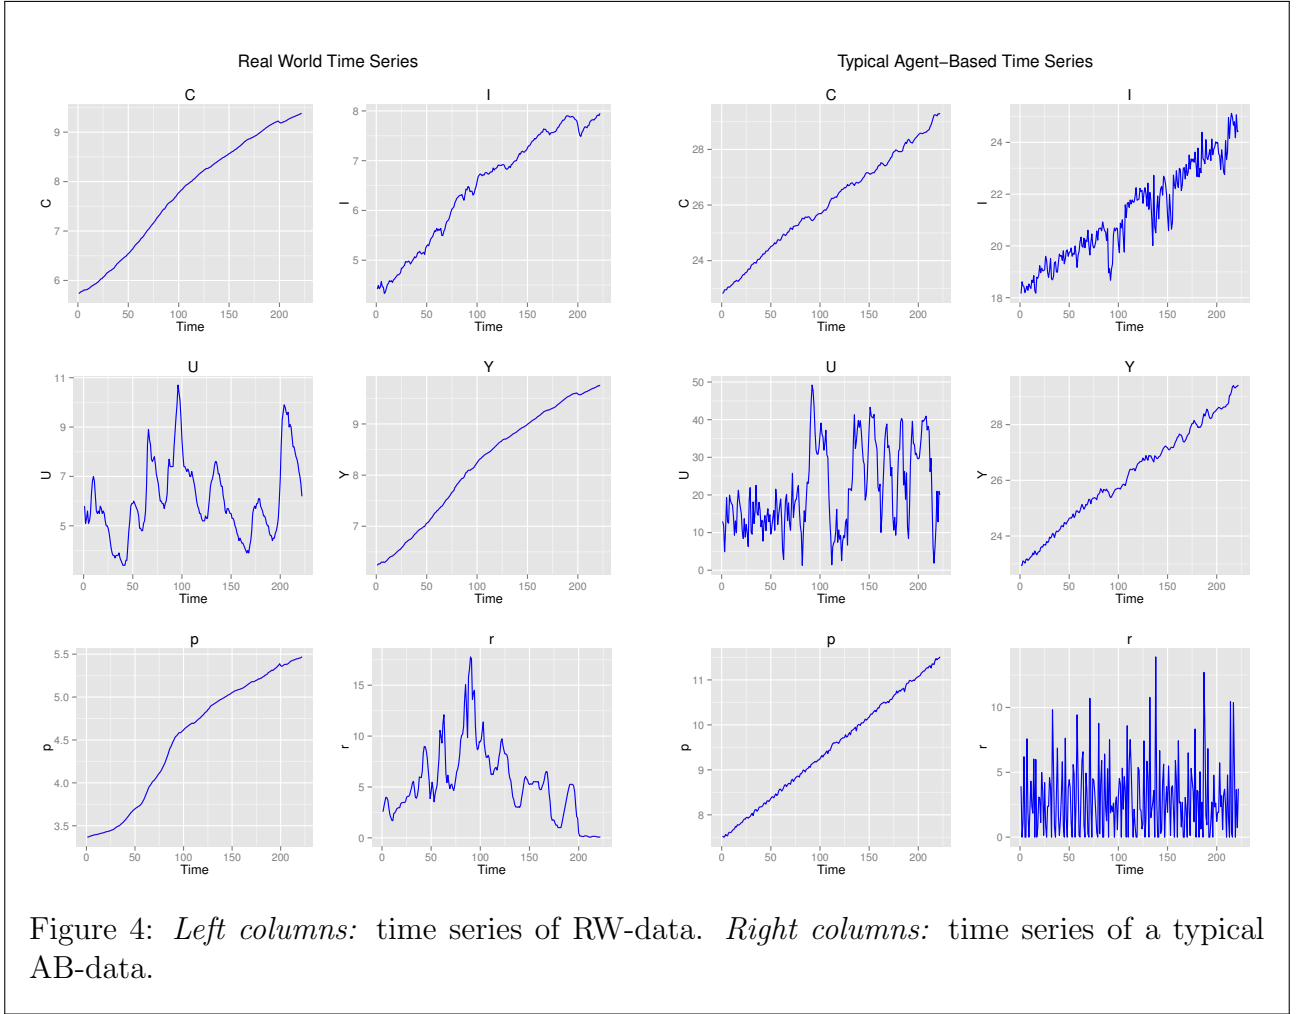 Real World Time Series
Typical Agent−Based Time Series
C
I
C
I
9
8
7
6
C
0 50 100 150 200
Time
8
7
6
5
I
0 50 100 150 200
Time
28
26
24
C
0 50 100 150 200
Time
24
22
20
18
I
0 50 100 150 200
Time
U
Y
U
Y
11
9
7
5
U
0 50 100 150 200
Time
9
8
7
Y
0 50 100 150 200
Time
50
40
30
20
10
0
U
0 50 100 150 200
Time
28
26
24
Y
0 50 100 150 200
Time
p
r
p
r
5.5
5.0
4.5
4.0
3.5
p
0 50 100 150 200
Time
15
10
5
0
r
0 50 100 150 200
Time
11
10
9
8
p
0 50 100 150 200
Time
10
5
0
r
0 50 100 150 200
Time
Figure 4: Left columns: time series of RW-data. Right columns: time series of a typical
AB-data.